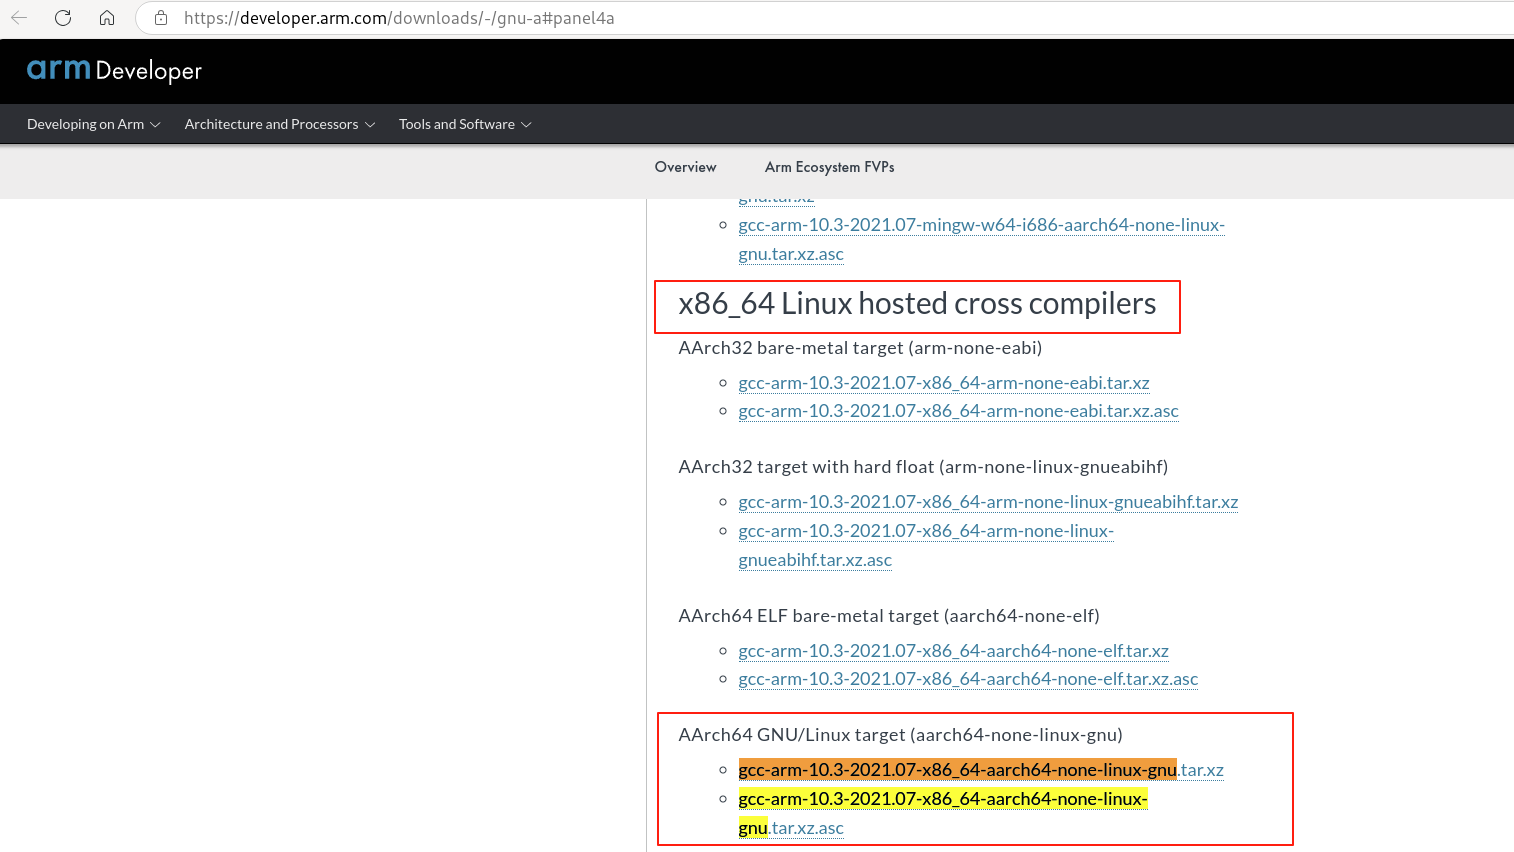 https://developer.arm.com/downloads/-/gnu-a#panel4a
arm Developer
Developing on Arm Architecture and Processors Tools and Software
Overview Arm Ecosystem FVPs
gnu.tar.xz
gcc-arm-10.3-2021.07-mingw-w64-i686-aarch64-none-linux-
gnu.tar.xz.asc
x86_64 Linux hosted cross compilers
AArch32 bare-metal target (arm-none-eabi)
gcc-arm-10.3-2021.07-x86_64-arm-none-eabi.tar.xz
gcc-arm-10.3-2021.07-x86_64-arm-none-eabi.tar.xz.asc
AArch32 target with hard float (arm-none-linux-gnueabihf)
gcc-arm-10.3-2021.07-x86_64-arm-none-linux-gnueabihf.tar.xz
gcc-arm-10.3-2021.07-x86_64-arm-none-linux-
gnueabihf.tar.xz.asc
AArch64 ELF bare-metal target (aarch64-none-elf)
gcc-arm-10.3-2021.07-x86_64-aarch64-none-elf.tar.xz
gcc-arm-10.3-2021.07-x86_64-aarch64-none-elf.tar.xz.asc
AArch64 GNU/Linux target (aarch64-none-linux-gnu)
gcc-arm-10.3-2021.07-x86_64-aarch64-none-linux-gnu.tar.xz
gcc-arm-10.3-2021.07-x86_64-aarch64-none-linux-
gnu.tar.xz.asc